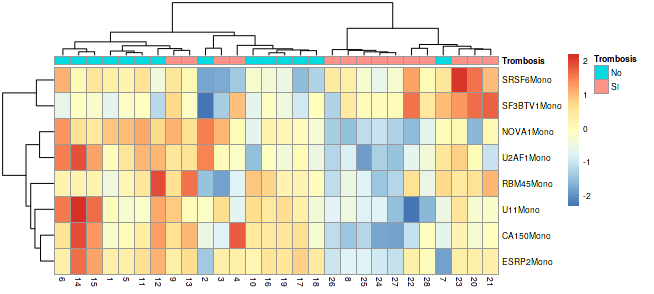 Trombosis
Trombosis
No
SI
2
1
0
-1
-2
SRSF6Mono
SF3BTV1Mono
NOVA1Mono
U2AF1Mono
RBM45Mono
U11Mono
CA150Mono
ESRP2Mono
6 14 15 1 5 11 12 9 13 2 3 4 10 16 19 17 18 26 8 25 24 27 22 28 7 23 20 21